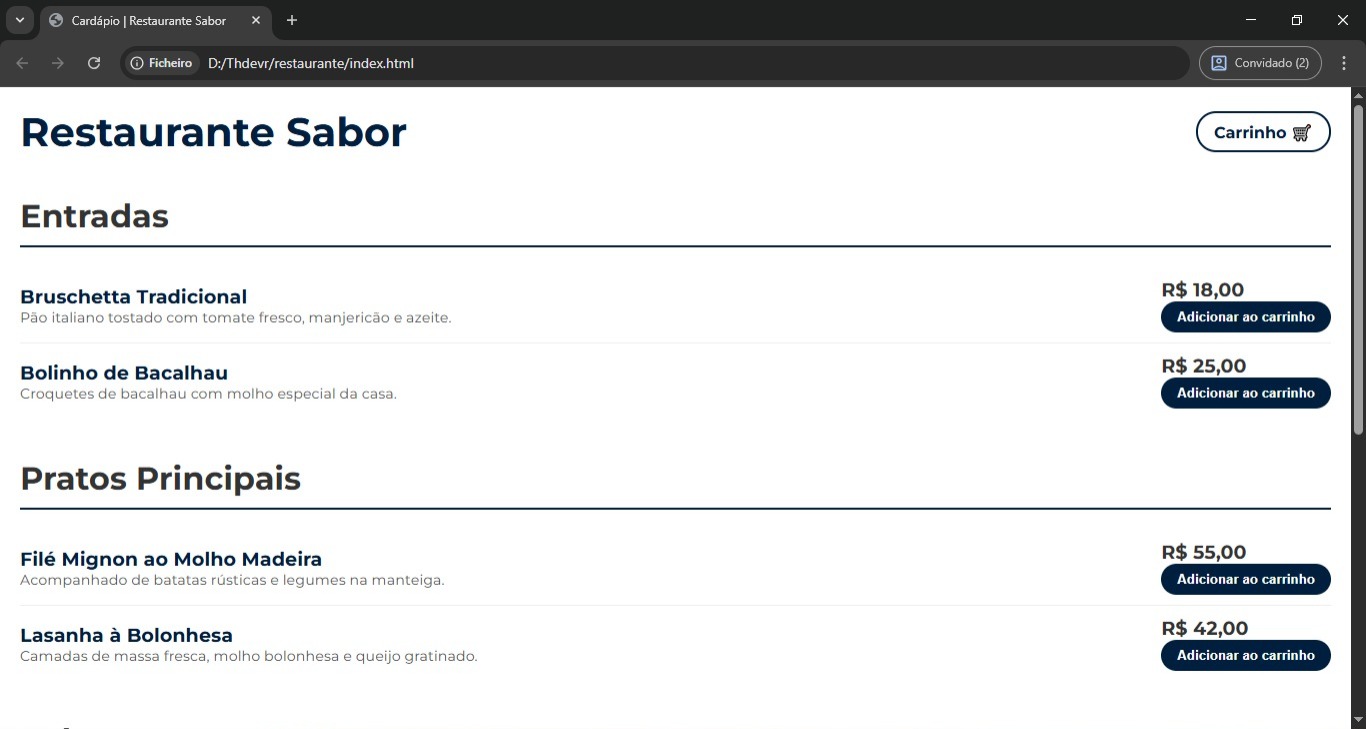 Cardápio | Restaurante Sabor
Ficheiro D:/Thdevr/restaurante/index.html Convidado (2)
Restaurante Sabor
Carrinho
Entradas
Bruschetta Tradicional
Pão italiano tostado com tomate fresco, manjericão e azeite.
R$ 18,00
Adicionar ao carrinho
Bolinho de Bacalhau
Croquetes de bacalhau com molho especial da casa.
R$ 25,00
Adicionar ao carrinho
Pratos Principais
Filé Mignon ao Molho Madeira
Acompanhado de batatas rústicas e legumes na manteiga.
R$ 55,00
Adicionar ao carrinho
Lasanha à Bolonhesa
Camadas de massa fresca, molho bolonhesa e queijo gratinado.
R$ 42,00
Adicionar ao carrinho